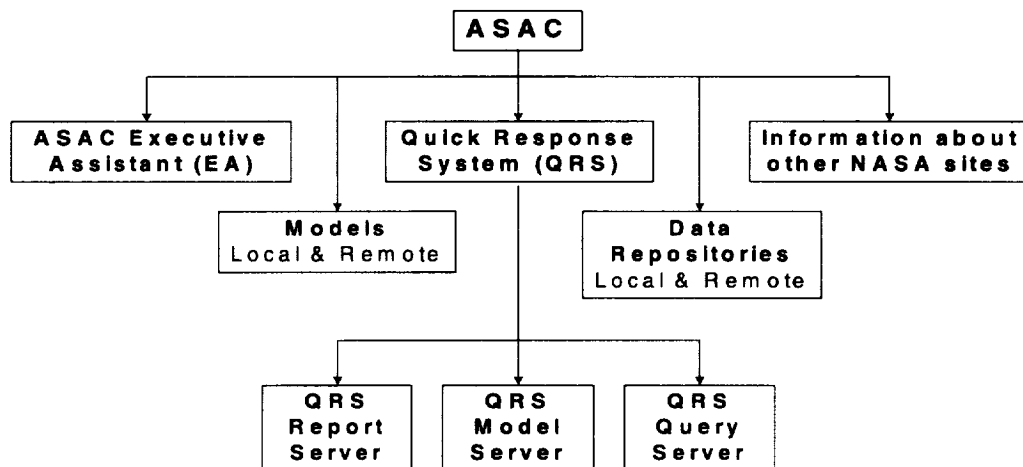 ASAC
ASAC Executive
Assistant (EA)
Quick Response
System (QRS)
Information about
other NASA sites
Models
Local & Remote
Data
Repositories
Local & Remote
QRS
Report
Server
QRS
Model
Server
QRS
Query
Server